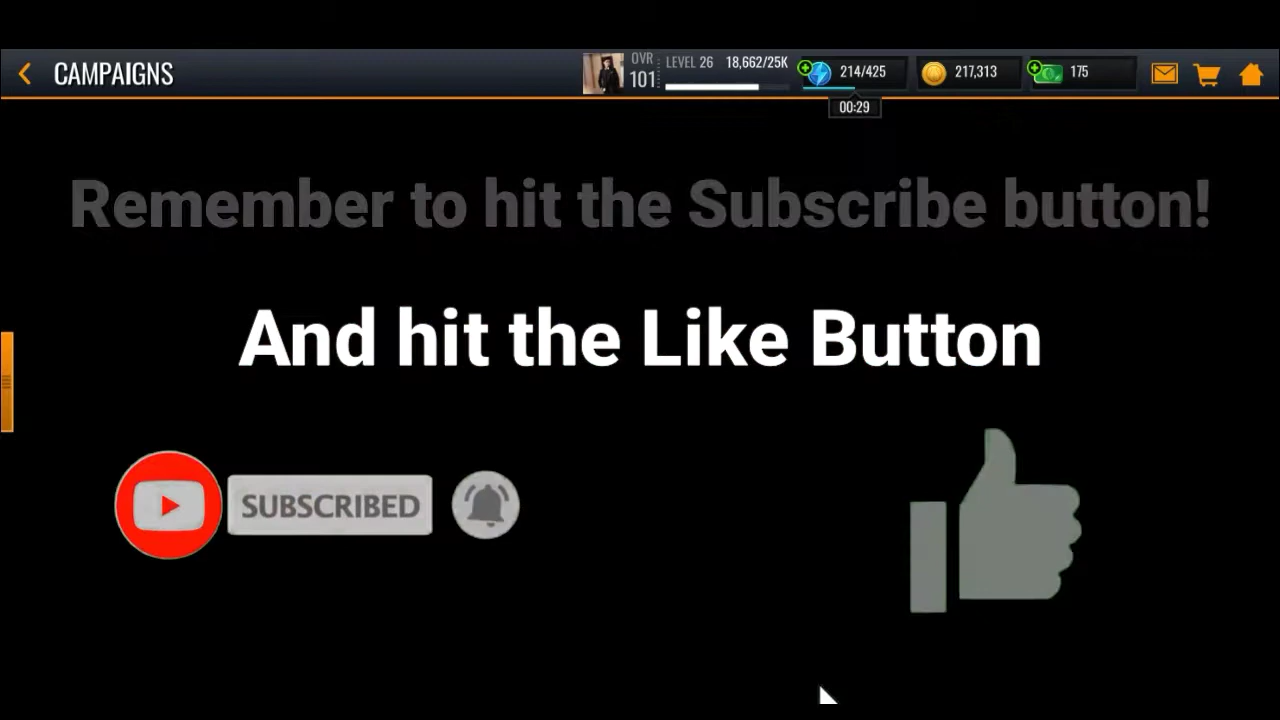 CAMPAIGNS
OVR
101
LEVEL 26 18,662/25K
214/425
217,313
175
00:29
Remember to hit the Subscribe button!
And hit the Like Button
SUBSCRIBED